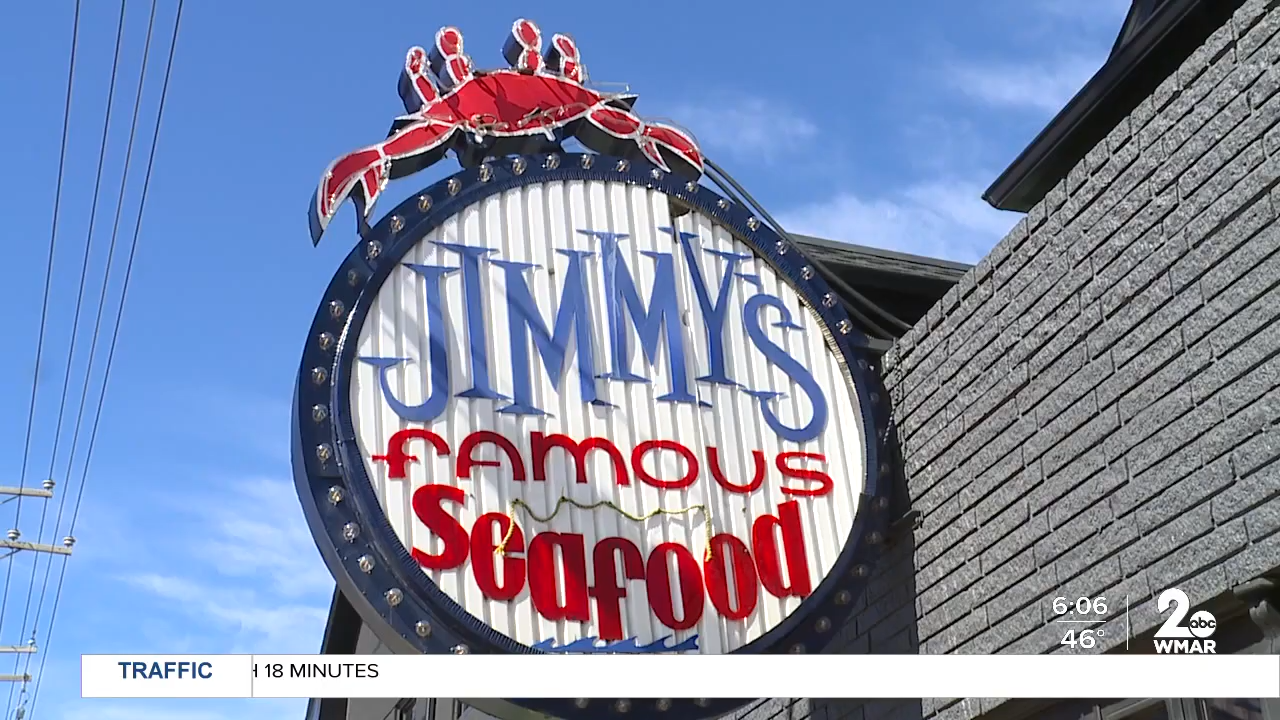 JIMMY'S
famous
Seafood
6:06
46°
2 abc
WMAR
TRAFFIC
18 MINUTES